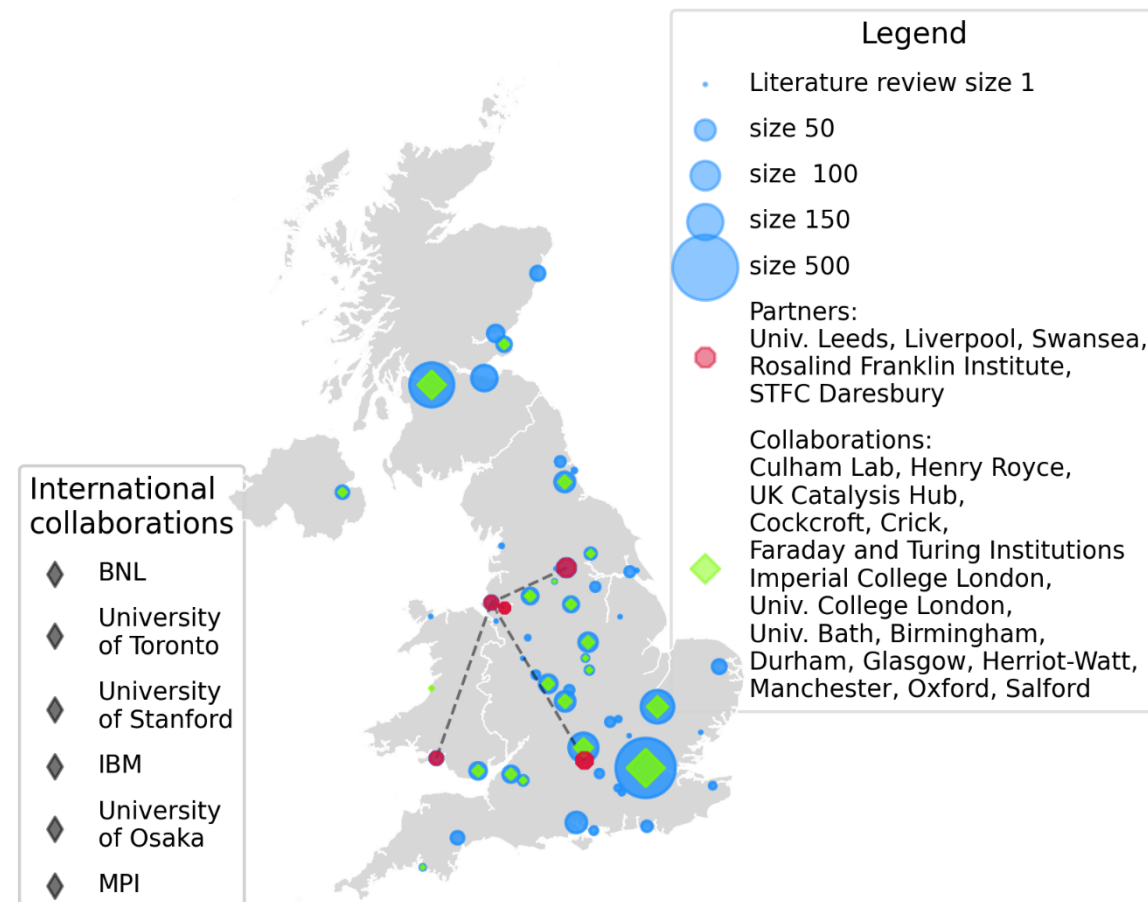 Legend
Literature review size 1
size 50
size  100
size 150
size 500
Partners:
Univ. Leeds, Liverpool, Swansea,
Rosalind Franklin Institute,
STFC Daresbury
Collaborations:
Culham Lab, Henry Royce,
UK Catalysis Hub,
Cockcroft, Crick,
Faraday and Turing Institutions
Imperial College London,
Univ. College London,
Univ. Bath, Birmingham,
Durham, Glasgow, Herriot-Watt,
Manchester, Oxford, Salford
International
collaborations
BNL
University
of Toronto
University
of Stanford
IBM
University
of Osaka
MPI